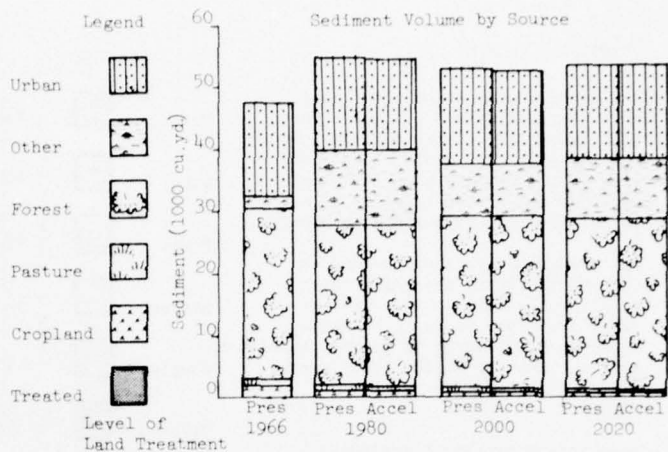 Legend
Urban
Other
Forest
Pasture
Cropland
Treated
Level of
Land Treatment
Sediment Volume by Source
Sediment (1000 cu.yd.)
60
50
40
30
20
10
0
Pres Pres Accel Pres Accel Pres Accel
1966 1980 2000 2020